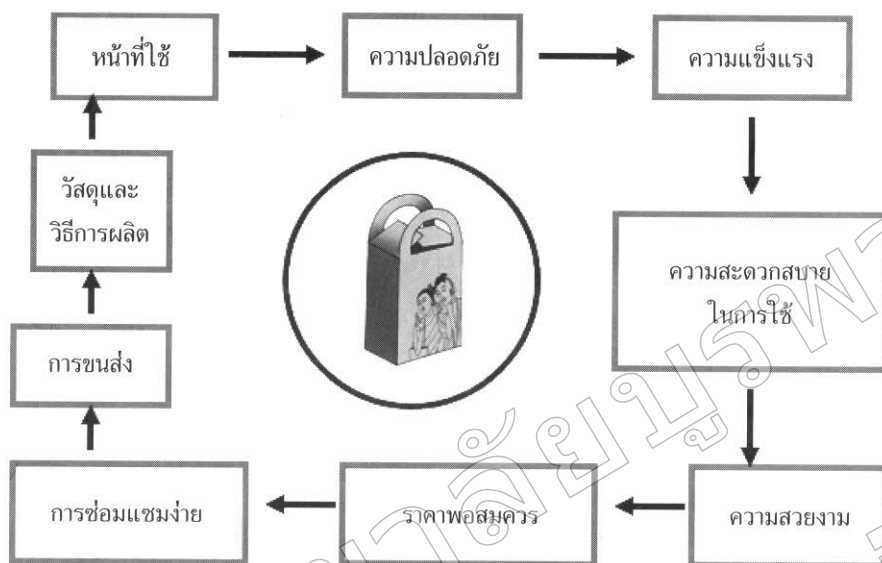 หน้าที่ใช้
ความปลอดภัย
ความแข็งแรง
ความสะดวกสบาย
ในการใช้
ความสวยงาม
ราคาพอสมควร
การซ่อมแซมง่าย
การขนส่ง
วัสดุและ
วิธีการผลิต